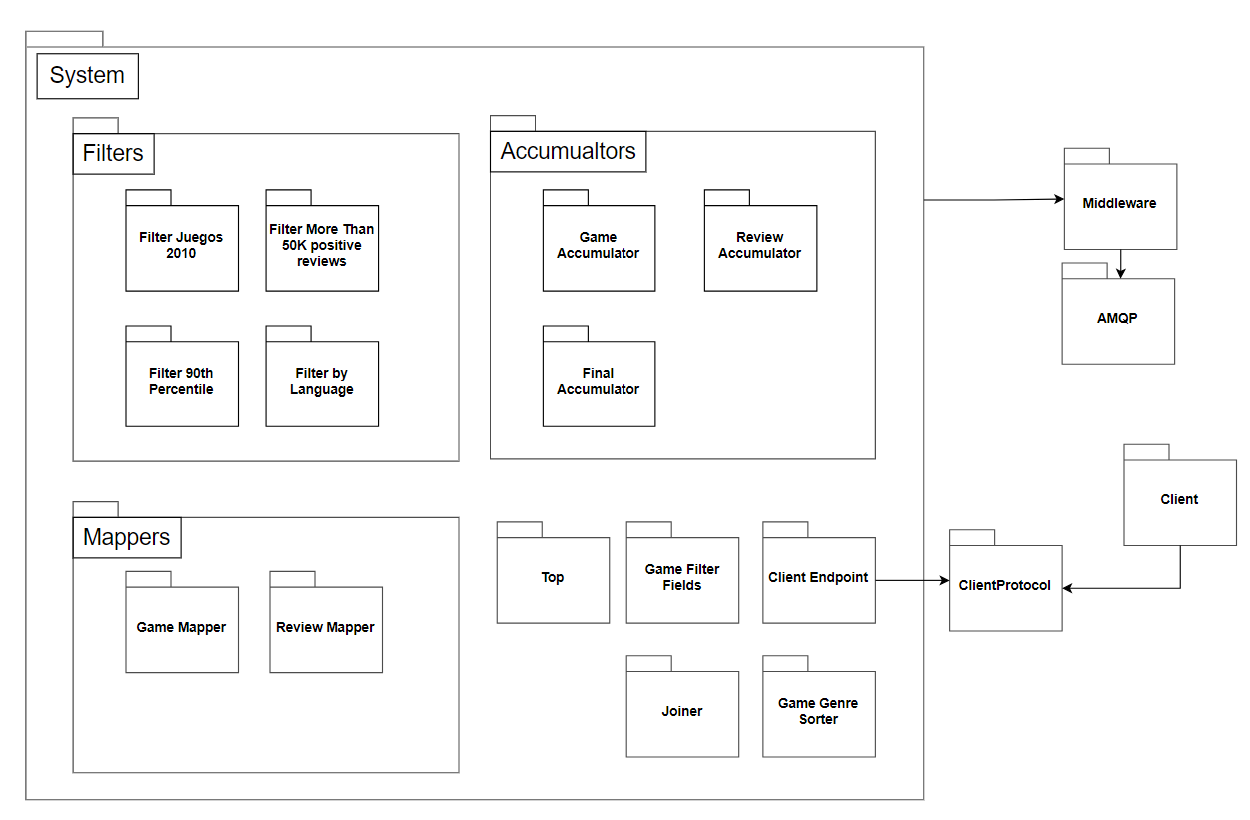 System
Filters
Filter Juegos
2010
Filter More Than
50K positive
reviews
Filter 90th
Percentile
Filter by
Language
Accumualtors
Game
Accumulator
Review
Accumulator
Final
Accumulator
Middleware
AMQP
Mappers
Game Mapper
Review Mapper
Top
Game Filter
Fields
Client Endpoint
Joiner
Game Genre
Sorter
ClientProtocol
Client